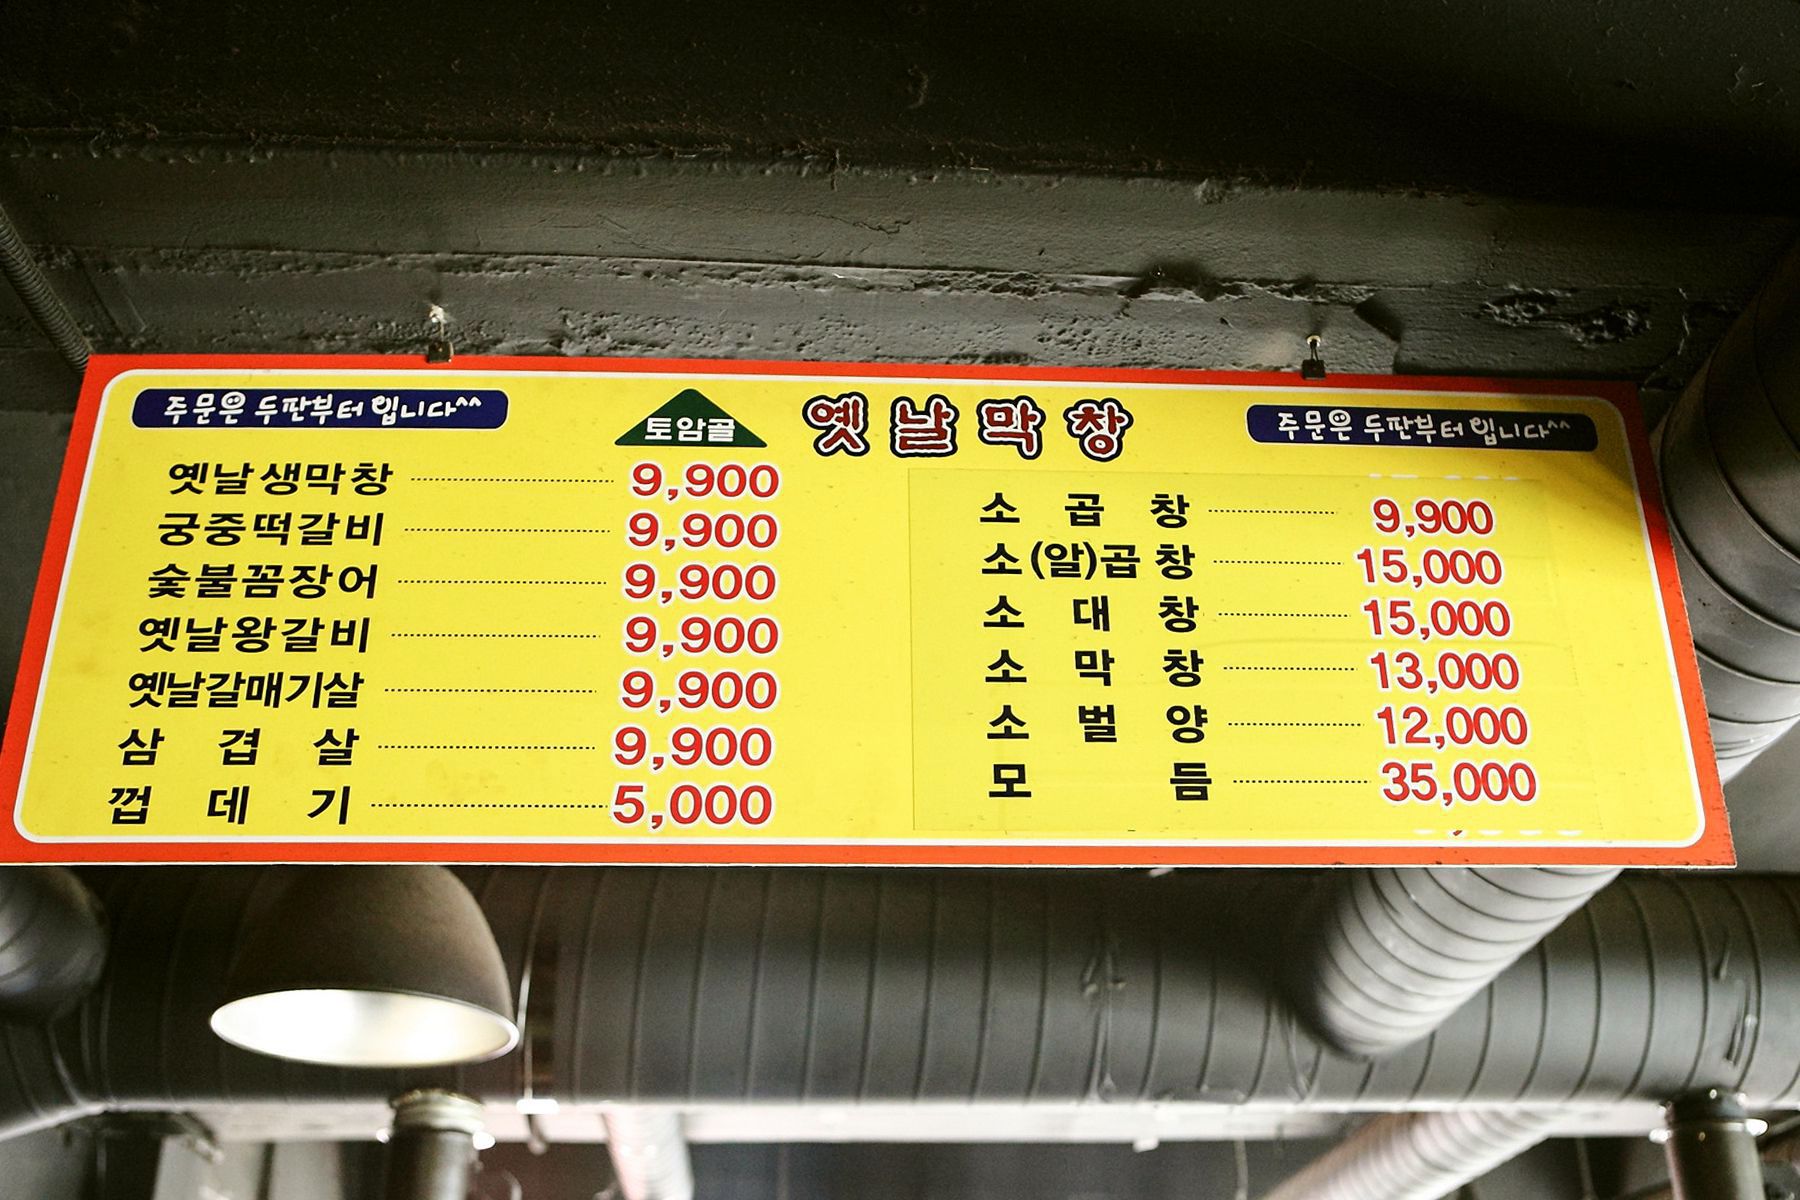 주문은 두판부터 입니다^^
토암골 옛날막창
주문은 두판부터 입니다^^
옛날생막창 9,900
궁중떡갈비 9,900
숯불꼼장어 9,900
옛날왕갈비 9,900
옛날갈매기살 9,900
삼겹살 9,900
껍데기 5,000
소곱창 9,900
소(알)곱창 15,000
소대창 15,000
소막창 13,000
소벌양 12,000
모듬 35,000